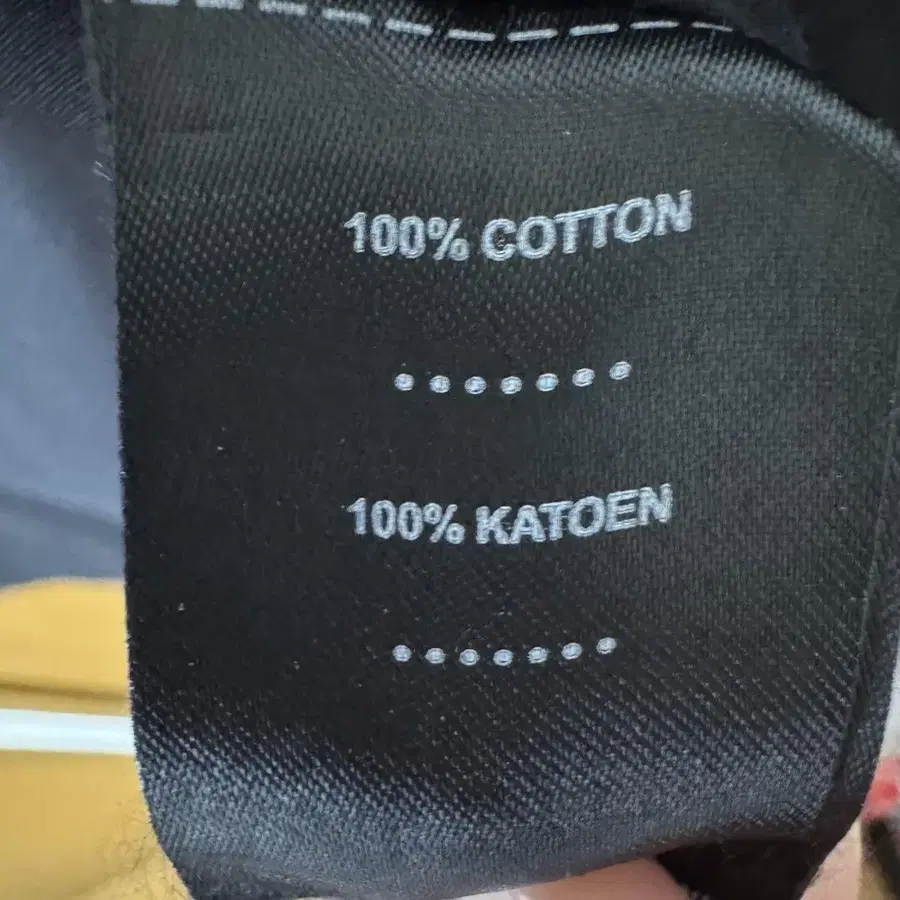 100% COTTON
.......
100% KATOEN
.......